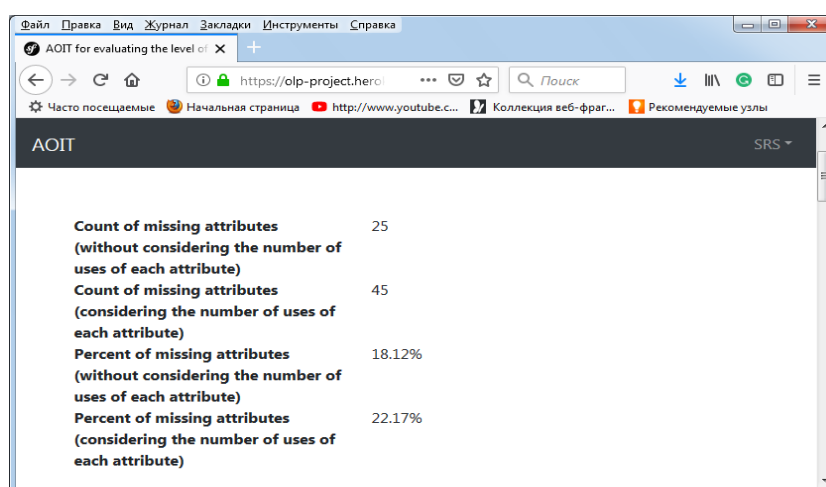 Файл Правка Вид Журнал Закладки Инструменты Справка
AOIT for evaluating the level of
https://olp-project.hero
Поиск
Часто посещаемые Начальная страница http://www.youtube.c... Коллекция веб-фраг... Рекомендуемые узлы
AOIT SRS
Count of missing attributes 25
(without considering the number of
uses of each attribute)
Count of missing attributes 45
(considering the number of uses of
each attribute)
Percent of missing attributes 18.12%
(without considering the number of
uses of each attribute)
Percent of missing attributes 22.17%
(considering the number of uses of
each attribute)